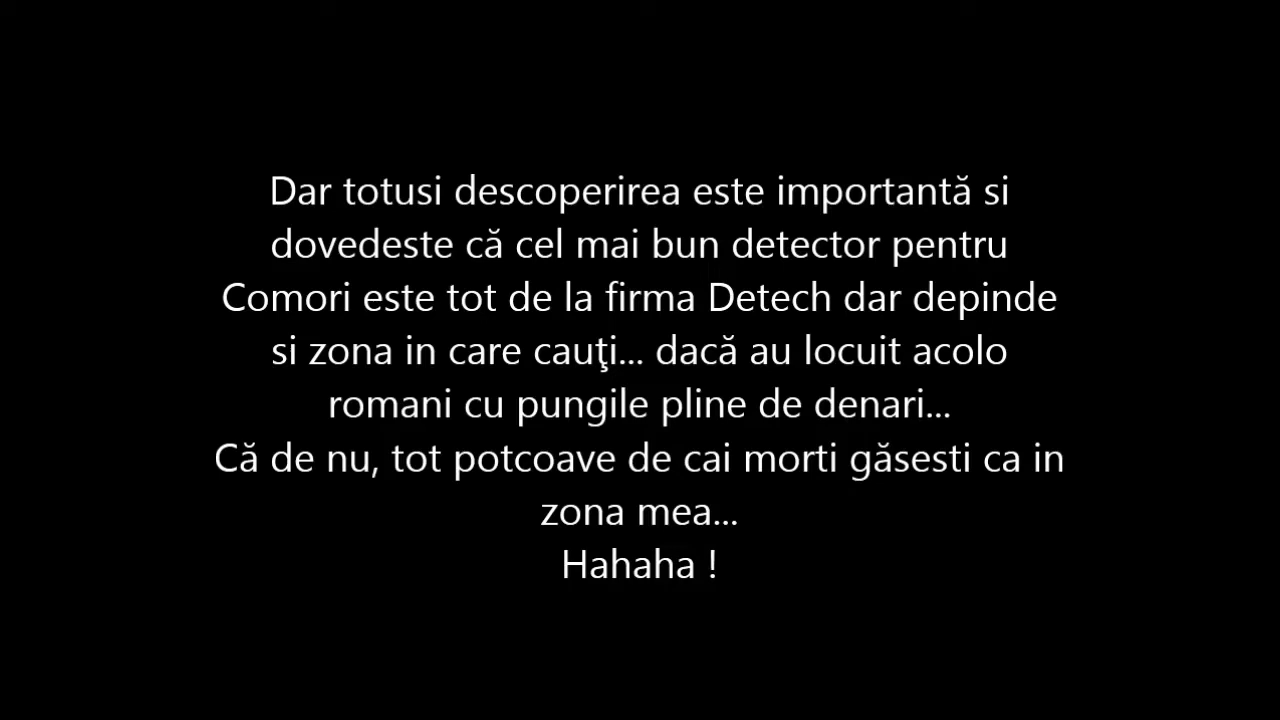 Dar totusi descoperirea este importantă si
dovedeste că cel mai bun detector pentru
Comori este tot de la firma Detech dar depinde
si zona in care cauţi... dacă au locuit acolo
romani cu pungile pline de denari...
Că de nu, tot potcoave de cai morti găsesti ca in
zona mea...
Hahaha !